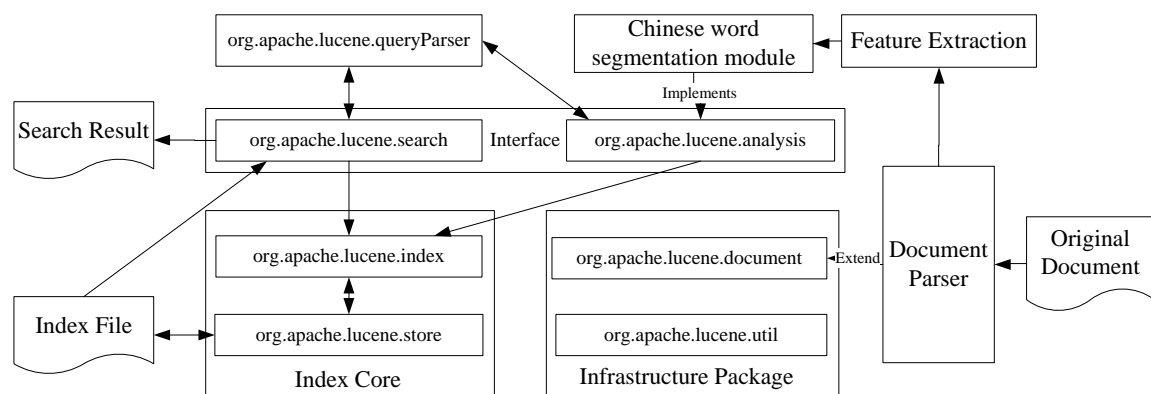 org.apache.lucene.queryParser
Chinese word
segmentation module
Feature Extraction
Implements
Search Result
org.apache.lucene.search
Interface
org.apache.lucene.analysis
org.apache.lucene.index
org.apache.lucene.document
Extend
Document
Parser
Original
Document
Index File
org.apache.lucene.store
org.apache.lucene.util
Index Core
Infrastructure Package